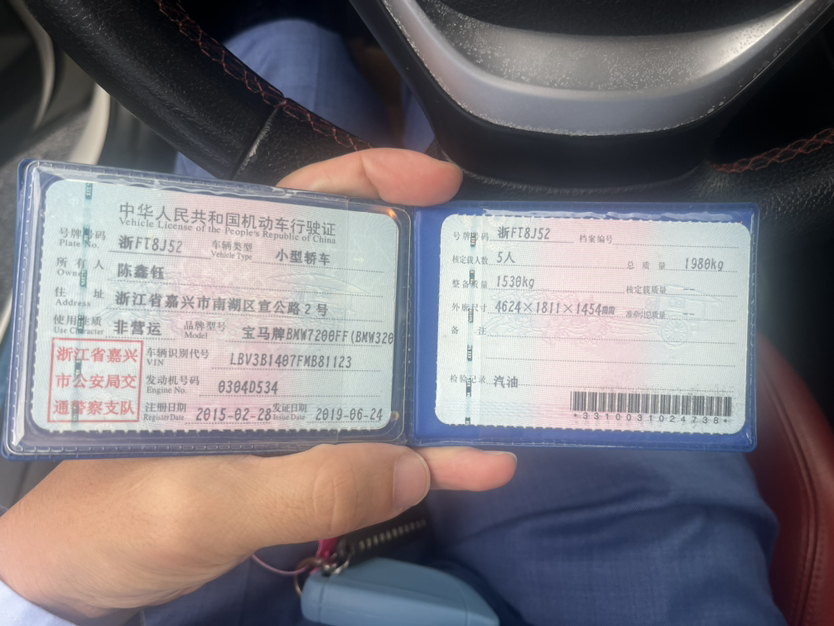 中华人民共和国机动车行驶证
Vehicle License of the People's Republic of China
号牌号码 浙FT8J52 车辆类型 小型轿车
Plate No. Vehicle Type
所有人 陈鑫钰
Owner
住址 浙江省嘉兴市南湖区宣公路2号
Address
使用性质 非营运 品牌型号 宝马牌BMW7200FF(BMW320
Use Character Model
浙江省嘉兴
市公安局交
通警察支队
车辆识别代号 LBV3B1407FMB81123
VIN
发动机号码 0304D534
Engine No.
注册日期 2015-02-28 发证日期 2019-06-24
Register Date Issue Date
号牌号码 浙FT8J52 档案编号
核定载人数 5人 总质量 1980kg
整备质量 1530kg 核定载质量 --
外廓尺寸 4624×1811×1454mm 准牵引总质量 --
备注
检验记录 汽油
*3310031024738*